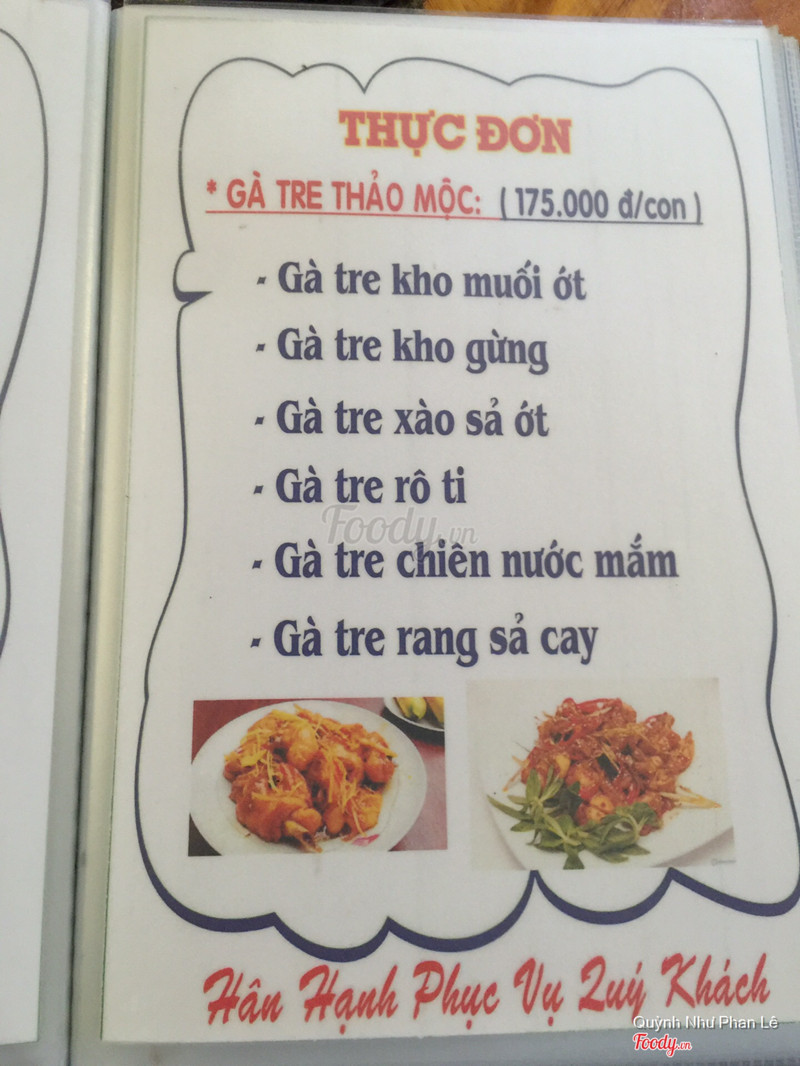 THỰC ĐƠN
* GÀ TRE THẢO MỘC: (175.000 đ/con)
- Gà tre kho muối ớt
- Gà tre kho gừng
- Gà tre xào sả ớt
- Gà tre rô ti
Foody.vn
- Gà tre chiên nước mắm
- Gà tre rang sả cay
Hân Hạnh Phục Vụ Quý Khách
Quỳnh Như Phan Lê
Foody.vn